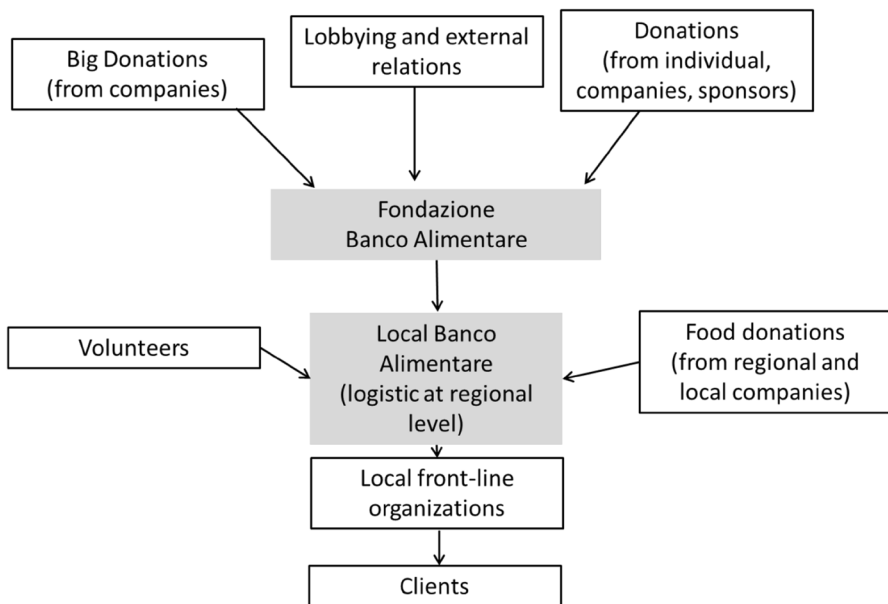 Big Donations
(from companies)
Lobbying and external
relations
Donations
(from individual,
companies, sponsors)
Fondazione
Banco Alimentare
Volunteers
Local Banco
Alimentare
(logistic at regional
level)
Food donations
(from regional and
local companies)
Local front-line
organizations
Clients